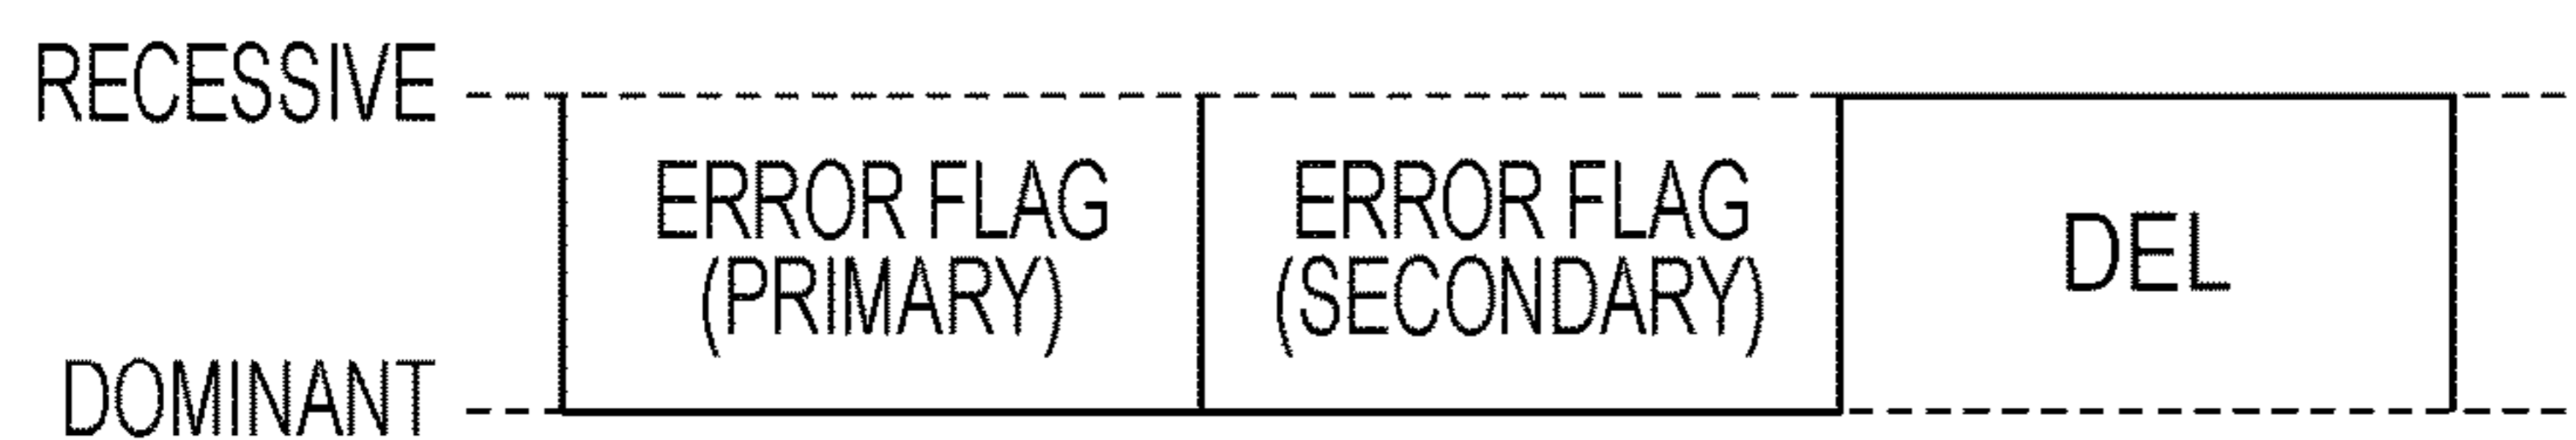 RECESSIVE
ERROR FLAG
(PRIMARY)
ERROR FLAG
(SECONDARY)
DEL
DOMINANT